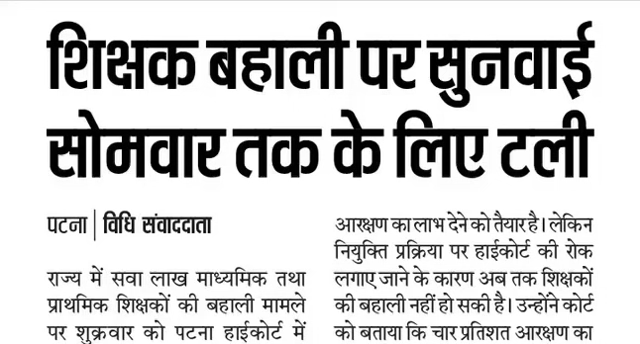 शिक्षक बहाली पर सुनवाई
सोमवार तक के लिए टली
पटना | विधि संवाददाता
राज्य में सवा लाख माध्यमिक तथा
प्राथमिक शिक्षकों की बहाली मामले
पर शुक्रवार को पटना हाईकोर्ट में
आरक्षण का लाभ देने को तैयार है। लेकिन
नियुक्ति प्रक्रिया पर हाईकोर्ट की रोक
लगाए जाने के कारण अब तक शिक्षकों
की बहाली नहीं हो सकी है। उन्होंने कोर्ट
को बताया कि चार प्रतिशत आरक्षण का